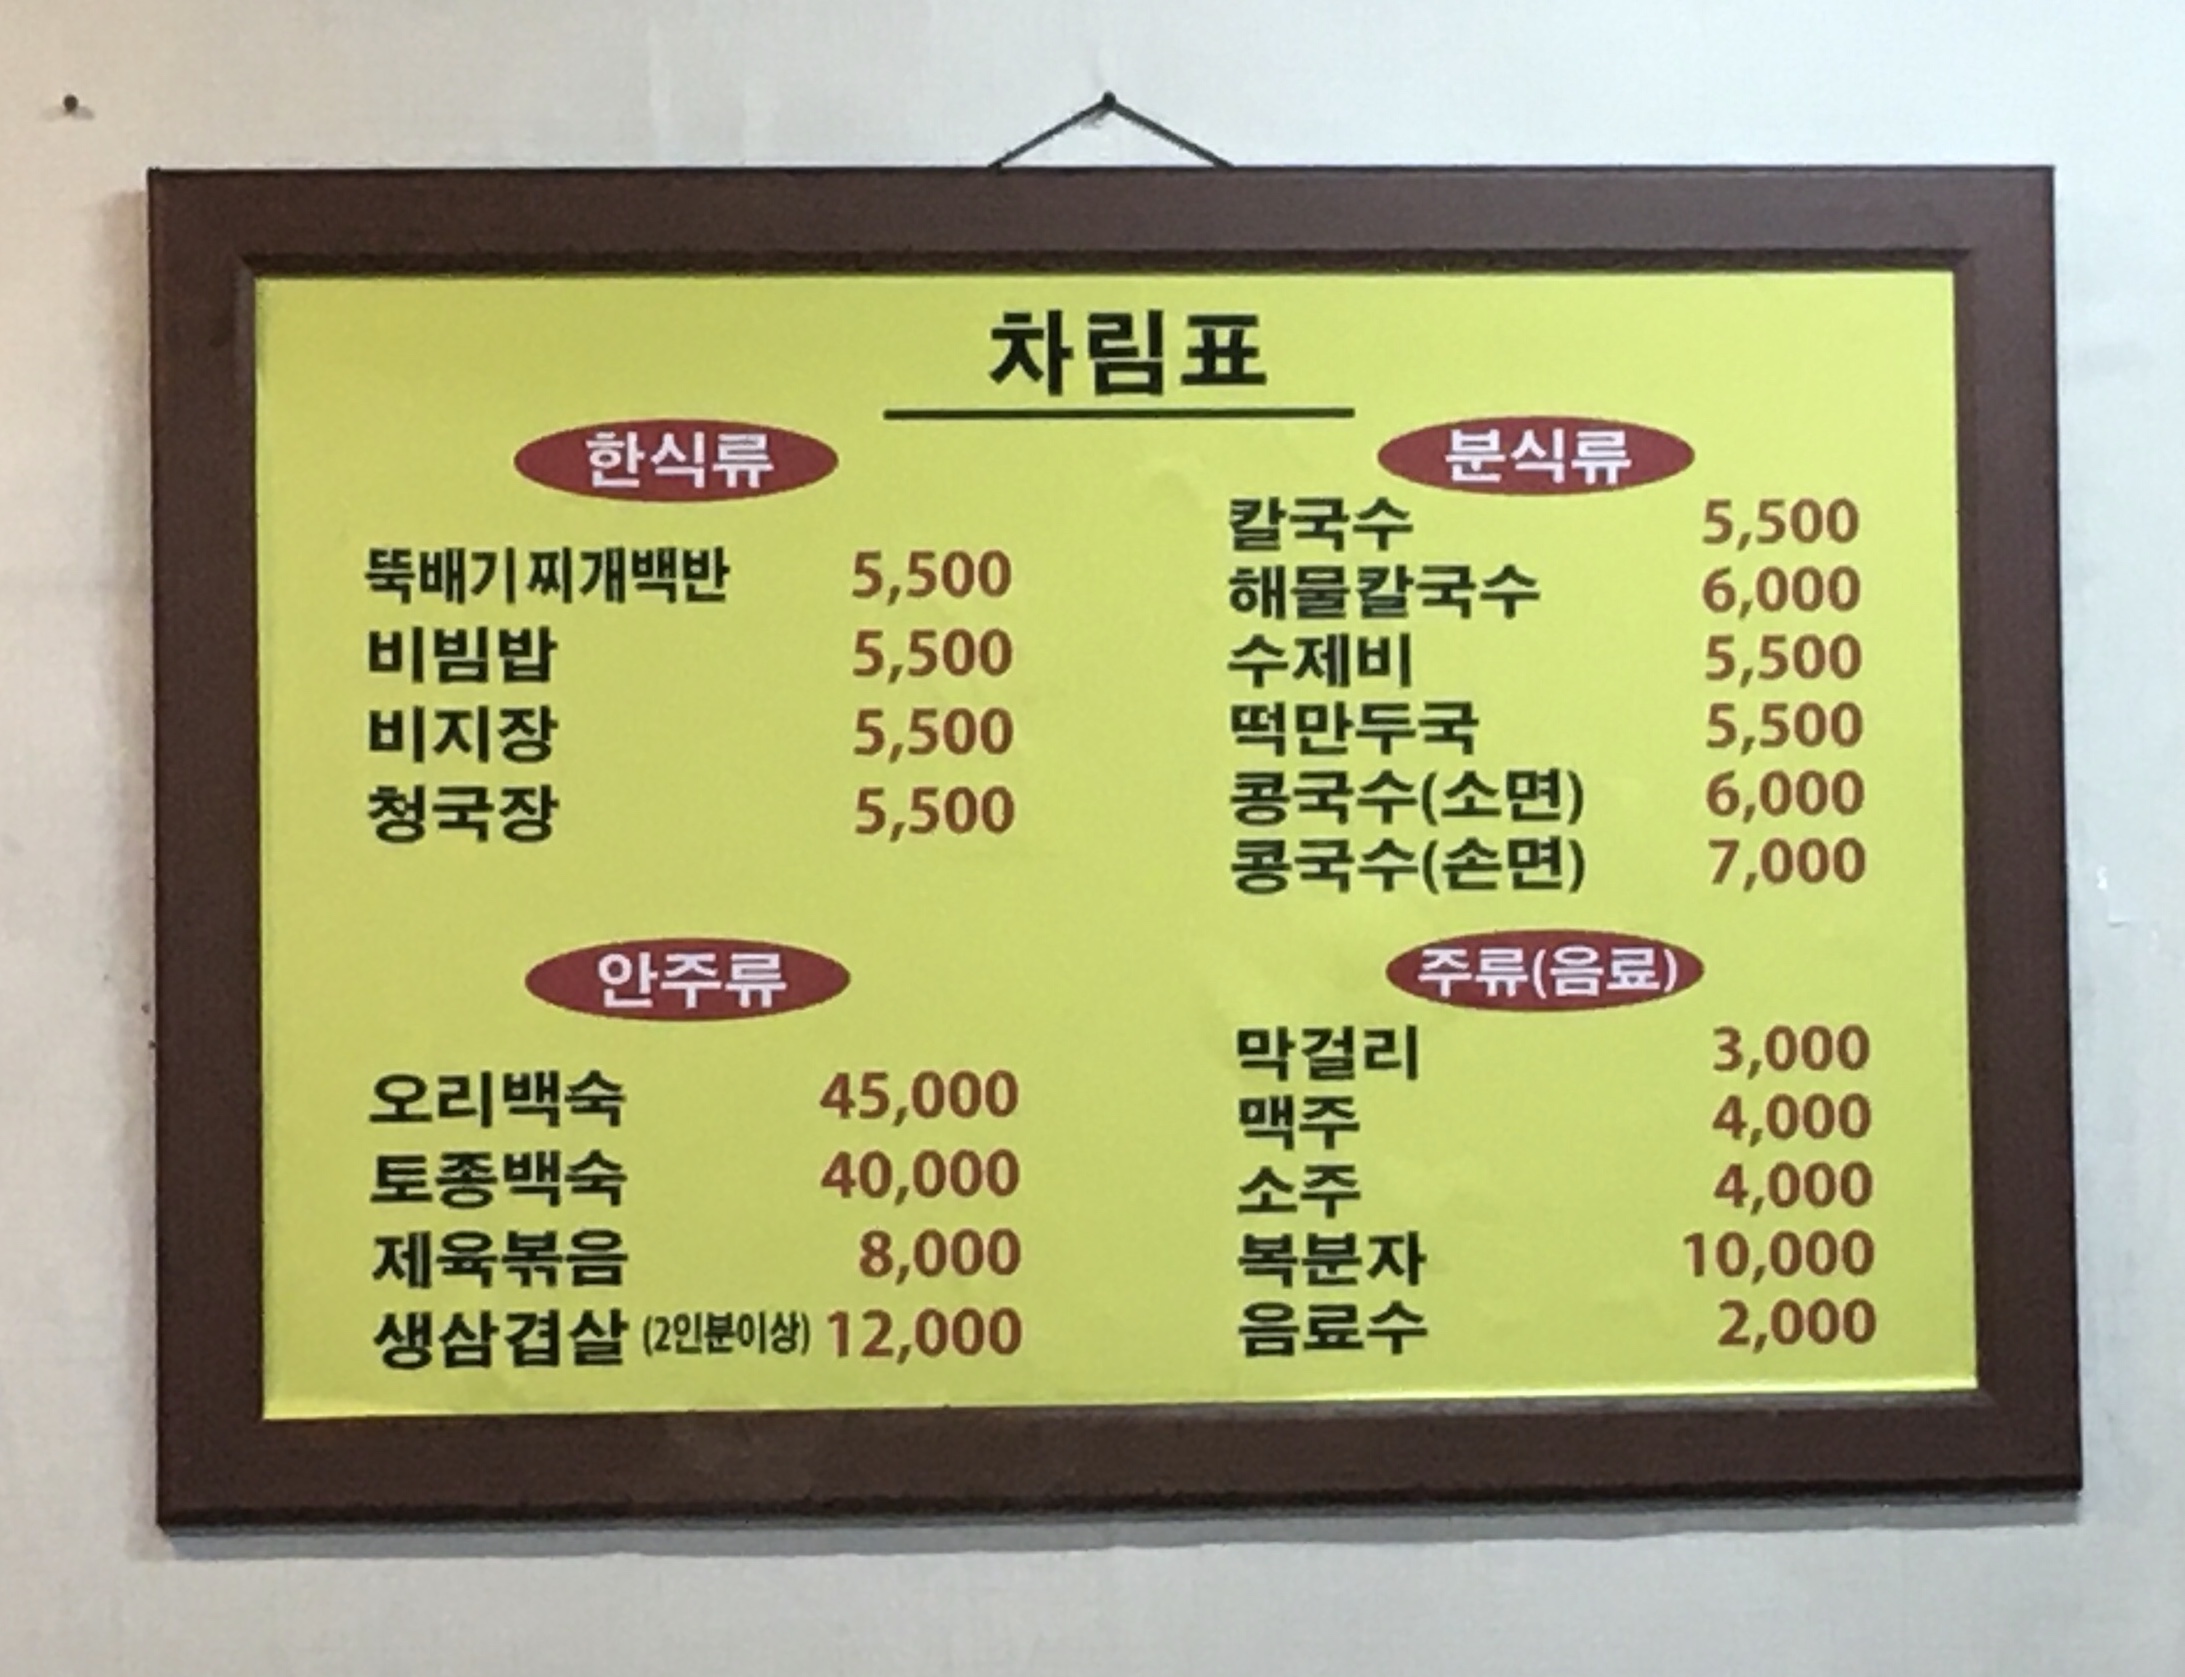 차림표
한식류
뚝배기 찌개백반 5,500
비빔밥 5,500
비지장 5,500
청국장 5,500
분식류
칼국수 5,500
해물칼국수 6,000
수제비 5,500
떡만두국 5,500
콩국수(소면) 6,000
콩국수(손면) 7,000
안주류
오리백숙 45,000
토종백숙 40,000
제육볶음 8,000
생삼겹살 (2인분이상) 12,000
주류(음료)
막걸리 3,000
맥주 4,000
소주 4,000
복분자 10,000
음료수 2,000